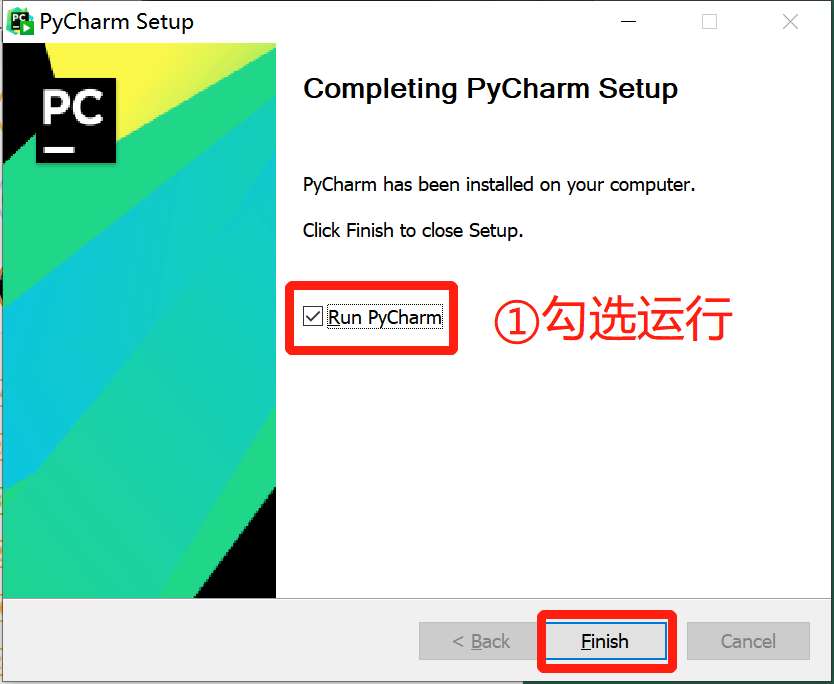 PyCharm Setup
PC
Completing PyCharm Setup
PyCharm has been installed on your computer.
Click Finish to close Setup.
Run PyCharm
①勾选运行
< Back
Finish
Cancel